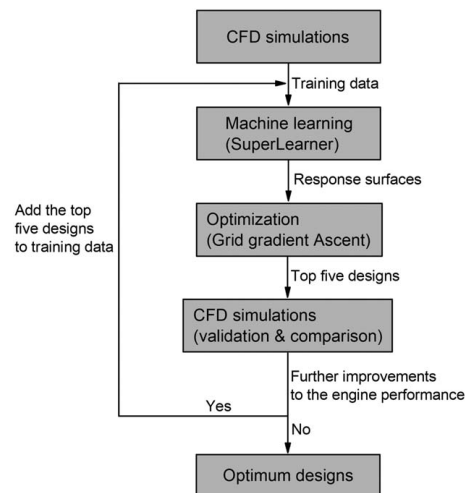 CFD simulations
Training data
Machine learning
(SuperLearner)
Response surfaces
Optimization
(Grid gradient Ascent)
Add the top
five designs
to training data
Top five designs
CFD simulations
(validation & comparison)
Further improvements
to the engine performance
Yes
No
Optimum designs